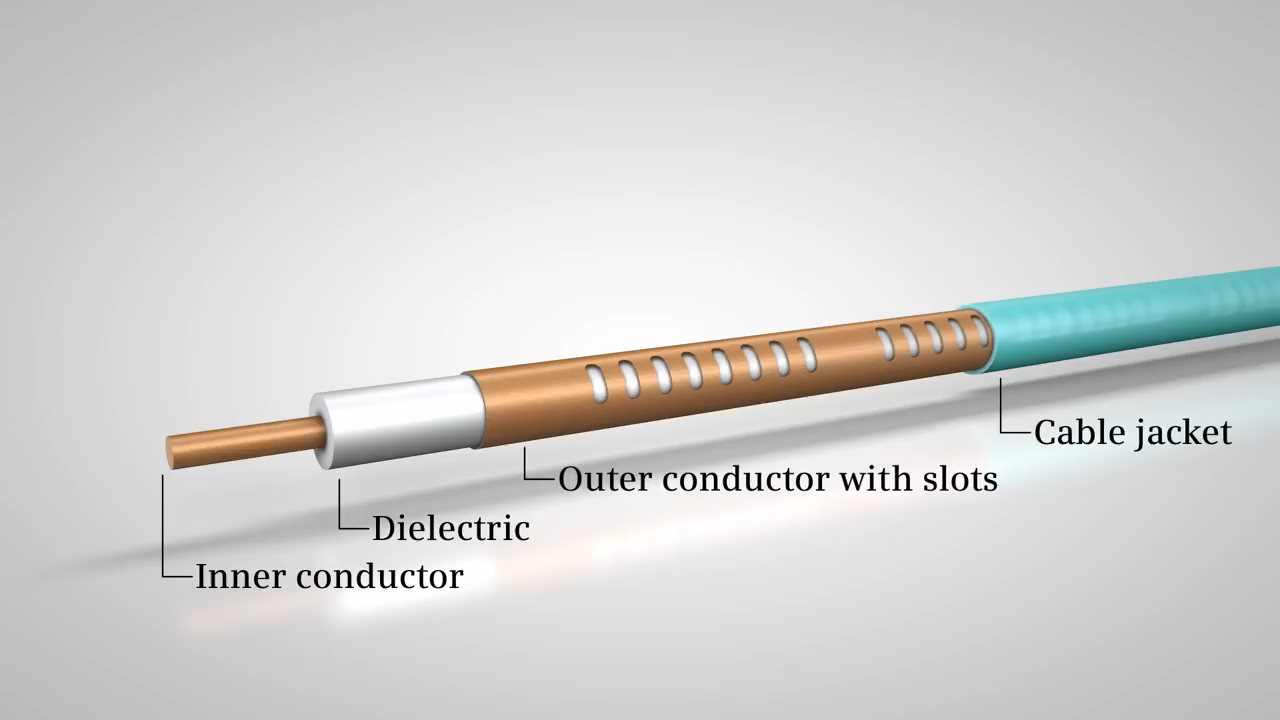 Cable jacket
Outer conductor with slots
Dielectric
Inner conductor